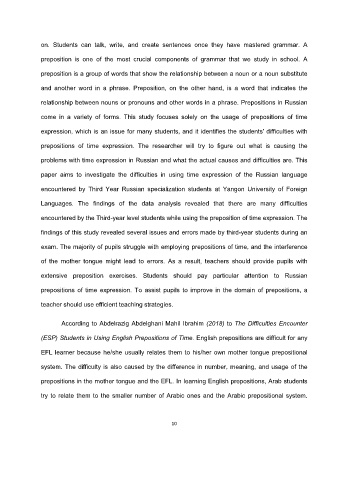 on. Students can talk, write, and create sentences once they have mastered grammar. A
preposition is one of the most crucial components of grammar that we study in school. A
preposition is a group of words that show the relationship between a noun or a noun substitute
and another word in a phrase. Preposition, on the other hand, is a word that indicates the
relationship between nouns or pronouns and other words in a phrase. Prepositions in Russian
come in a variety of forms. This study focuses solely on the usage of prepositions of time
expression, which is an issue for many students, and it identifies the students' difficulties with
prepositions of time expression. The researcher will try to figure out what is causing the
problems with time expression in Russian and what the actual causes and difficulties are. This
paper aims to investigate the difficulties in using time expression of the Russian language
encountered by Third Year Russian specialization students at Yangon University of Foreign
Languages. The findings of the data analysis revealed that there are many difficulties
encountered by the Third-year level students while using the preposition of time expression. The
findings of this study revealed several issues and errors made by third-year students during an
exam. The majority of pupils struggle with employing prepositions of time, and the interference
of the mother tongue might lead to errors. As a result, teachers should provide pupils with
extensive preposition exercises. Students should pay particular attention to Russian
prepositions of time expression. To assist pupils to improve in the domain of prepositions, a
teacher should use efficient teaching strategies.
According to Abdelrazig Abdelghani Mahil Ibrahim (2018) to The Difficulties Encounter
(ESP) Students in Using English Prepositions of Time. English prepositions are difficult for any
EFL learner because he/she usually relates them to his/her own mother tongue prepositional
system. The difficulty is also caused by the difference in number, meaning, and usage of the
prepositions in the mother tongue and the EFL. In learning English prepositions, Arab students
try to relate them to the smaller number of Arabic ones and the Arabic prepositional system.
10